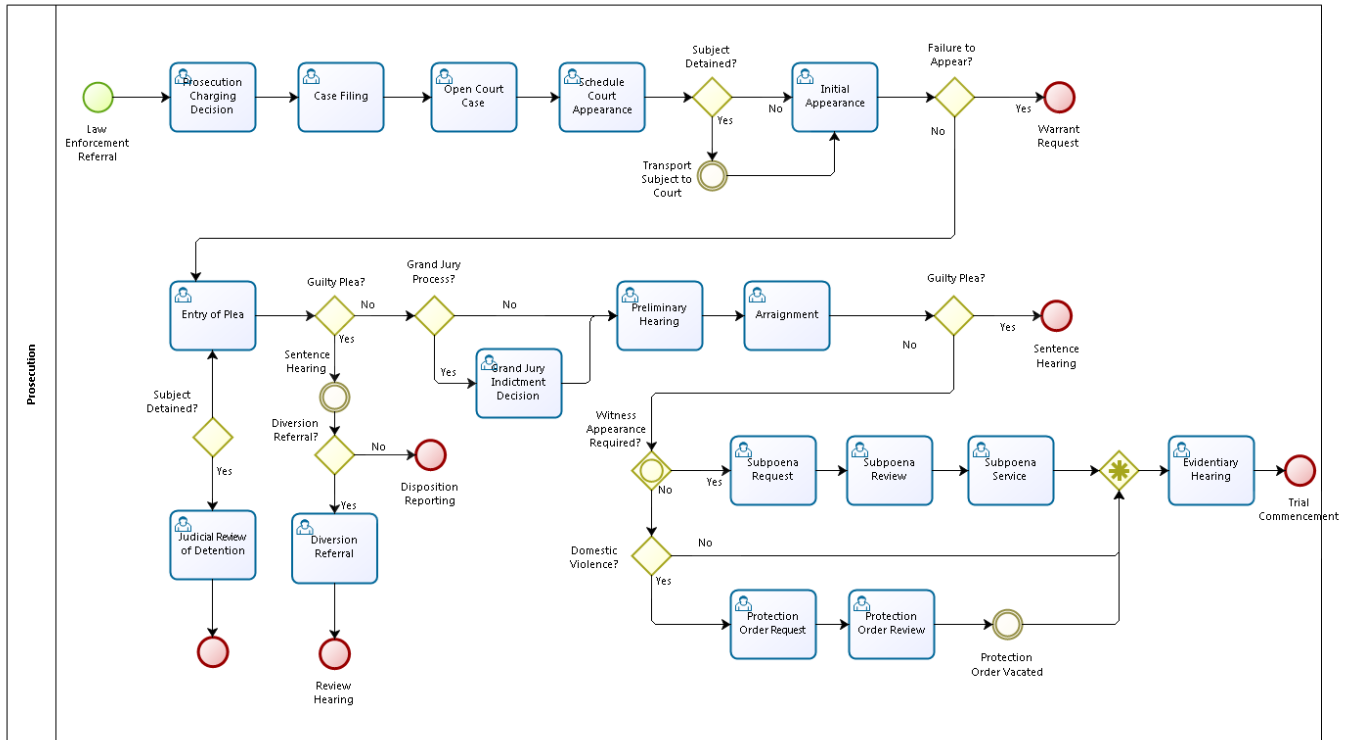 Prosecution
Law
Enforcement
Referral
Prosecution
Charging
Decision
Case Filing
Open Court
Case
Schedule
Court
Appearance
Subject
Detained?
No
Yes
Transport
Subject to
Court
Initial
Appearance
Failure to
Appear?
Yes
No
Warrant
Request
Entry of Plea
Guilty Plea?
No
Yes
Grand Jury
Process?
No
Yes
Grand Jury
Indictment
Decision
Preliminary
Hearing
Arraignment
Guilty Plea?
Yes
No
Sentence
Hearing
Subject
Detained?
Yes
Judicial Review
of Detention
Sentence
Hearing
Diversion
Referral?
No
Yes
Disposition
Reporting
Diversion
Referral
Review
Hearing
Witness
Appearance
Required?
Yes
No
Subpoena
Request
Subpoena
Review
Subpoena
Service
Evidentiary
Hearing
Trial
Commencement
Domestic
Violence?
No
Yes
Protection
Order Request
Protection
Order Review
Protection
Order Vacated